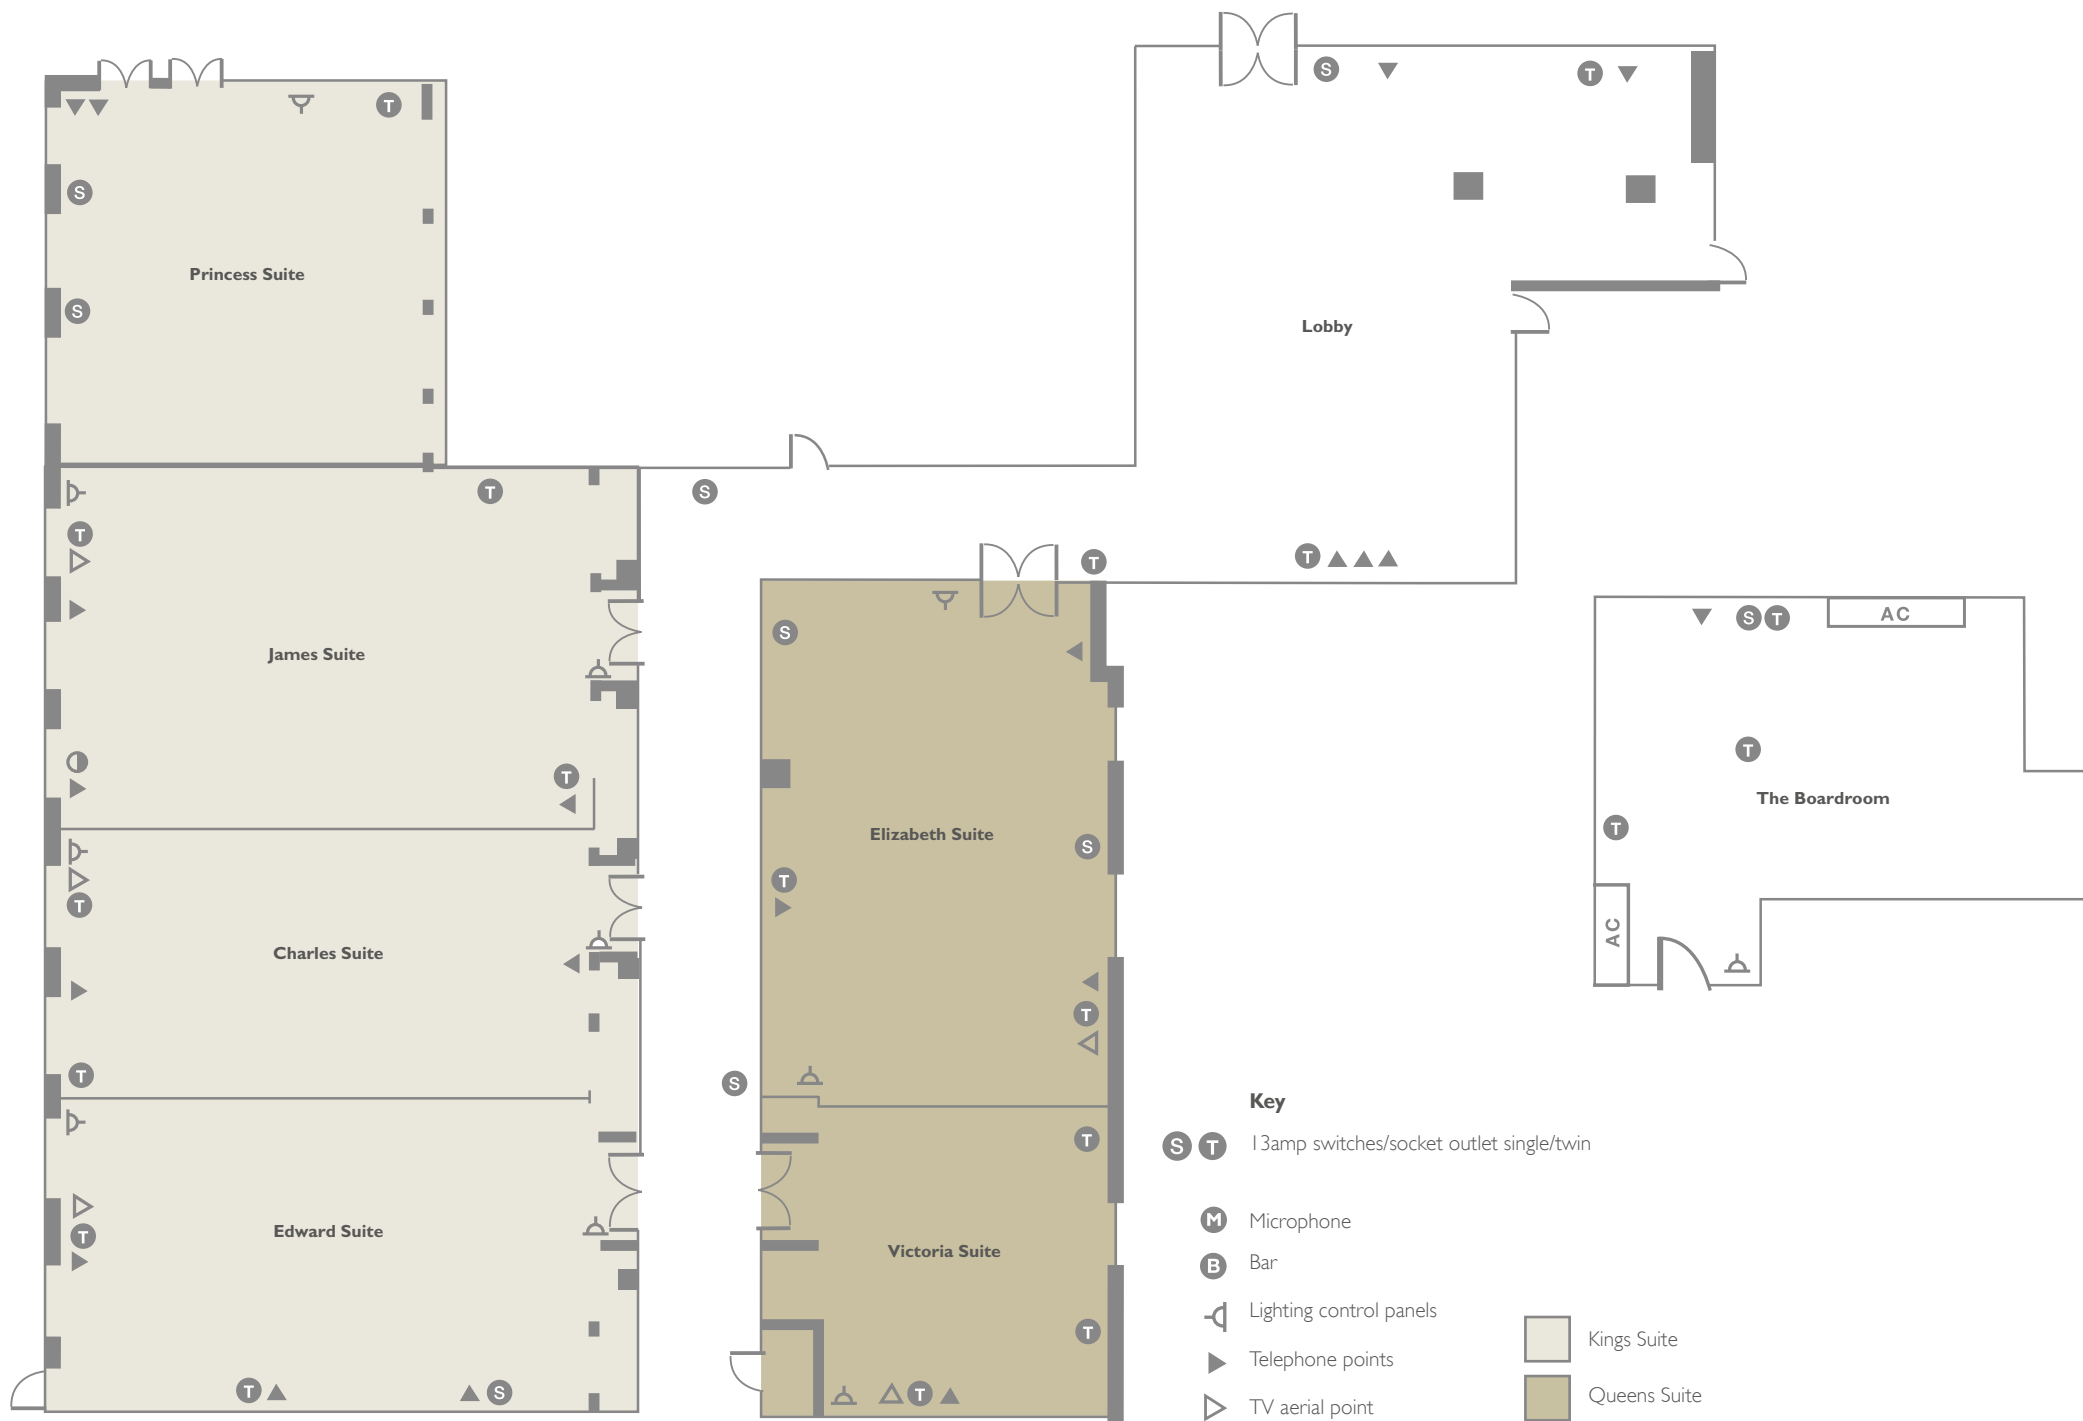 S
T
T
T
S
Princess Suite
S
Lobby
T
S
T
T
T
T
S
T
AC
James Suite
S
T
T
The Boardroom
T
Elizabeth Suite
S
T
T
AC
Charles Suite
T
T
S
Key
T
S T 13amp switches/socket outlet single/twin
M Microphone
T
Edward Suite
Victoria Suite
B Bar
Lighting control panels
T
Kings Suite
Telephone points
T
S
T
Queens Suite
TV aerial point